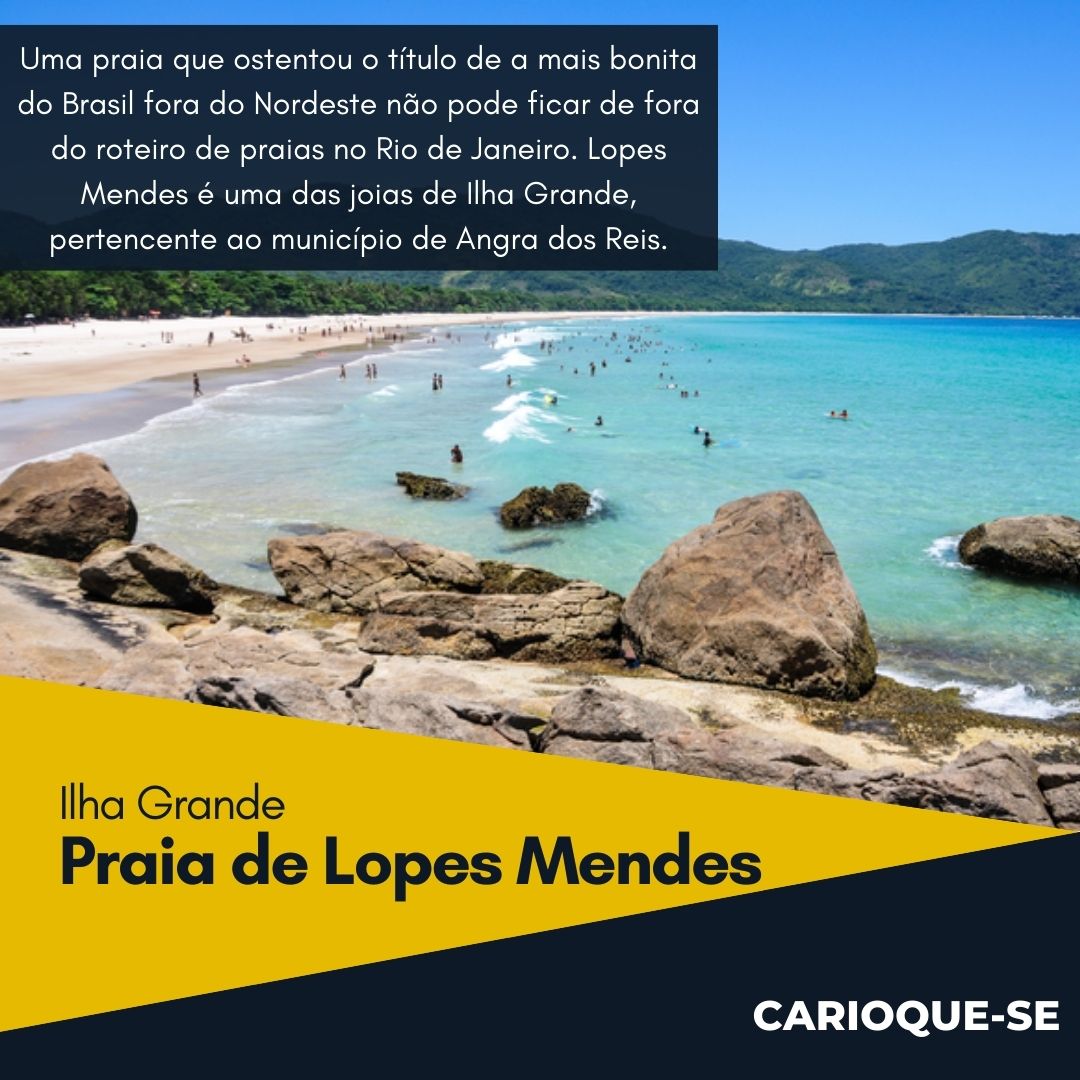 Uma praia que ostentou o título de a mais bonita
do Brasil fora do Nordeste não pode ficar de fora
do roteiro de praias no Rio de Janeiro. Lopes
Mendes é uma das joias de Ilha Grande,
pertencente ao município de Angra dos Reis.
Ilha Grande
Praia de Lopes Mendes
CARIOQUE-SE